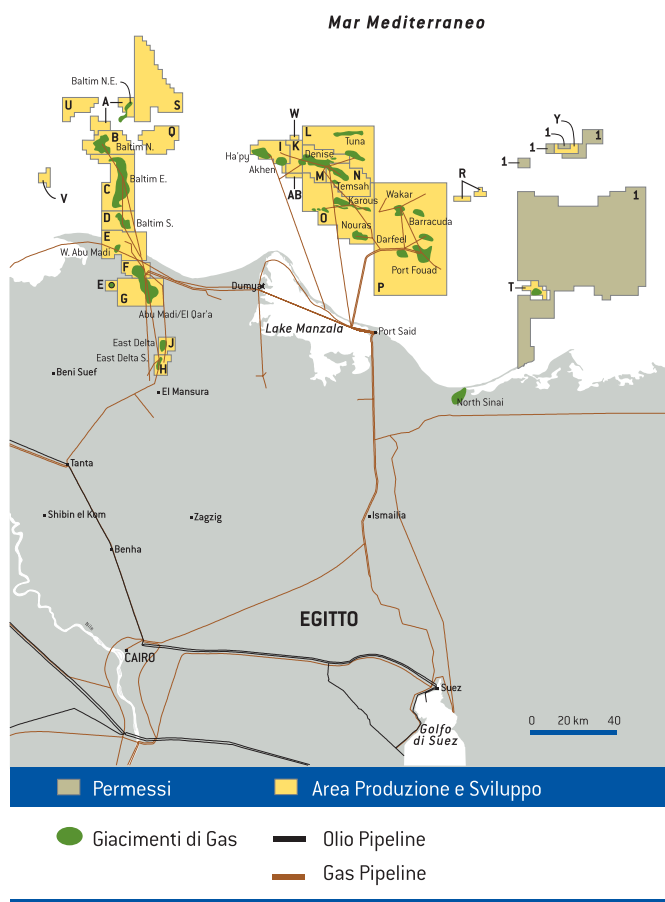 Mar Mediterraneo
Baltim N.E.
A
U
S
W
B
Q
L
Y
1
1
1
1
Baltim N.
Tuna
I
K
Denise
Ha'py
Akhen
M
N
R
V
C
Baltim E.
AB
Temsah
Wakar
1
Karous
D
O
Baltim S.
Barracuda
E
Nouras
Darfeel
W. Abu Madi
F
Port Fouad
E
G
Dumyat
P
T
Abu Madi/El Qar'a
Lake Manzala
Port Said
East Delta
J
East Delta S.
H
Beni Suef
El Mansura
North Sinai
Tanta
Shibin el Kom
Zagzig
Ismailia
Benha
EGITTO
Nilo
CAIRO
Suez
Golfo
di Suez
0 20 km 40
Permessi
Area Produzione e Sviluppo
Giacimenti di Gas
Olio Pipeline
Gas Pipeline